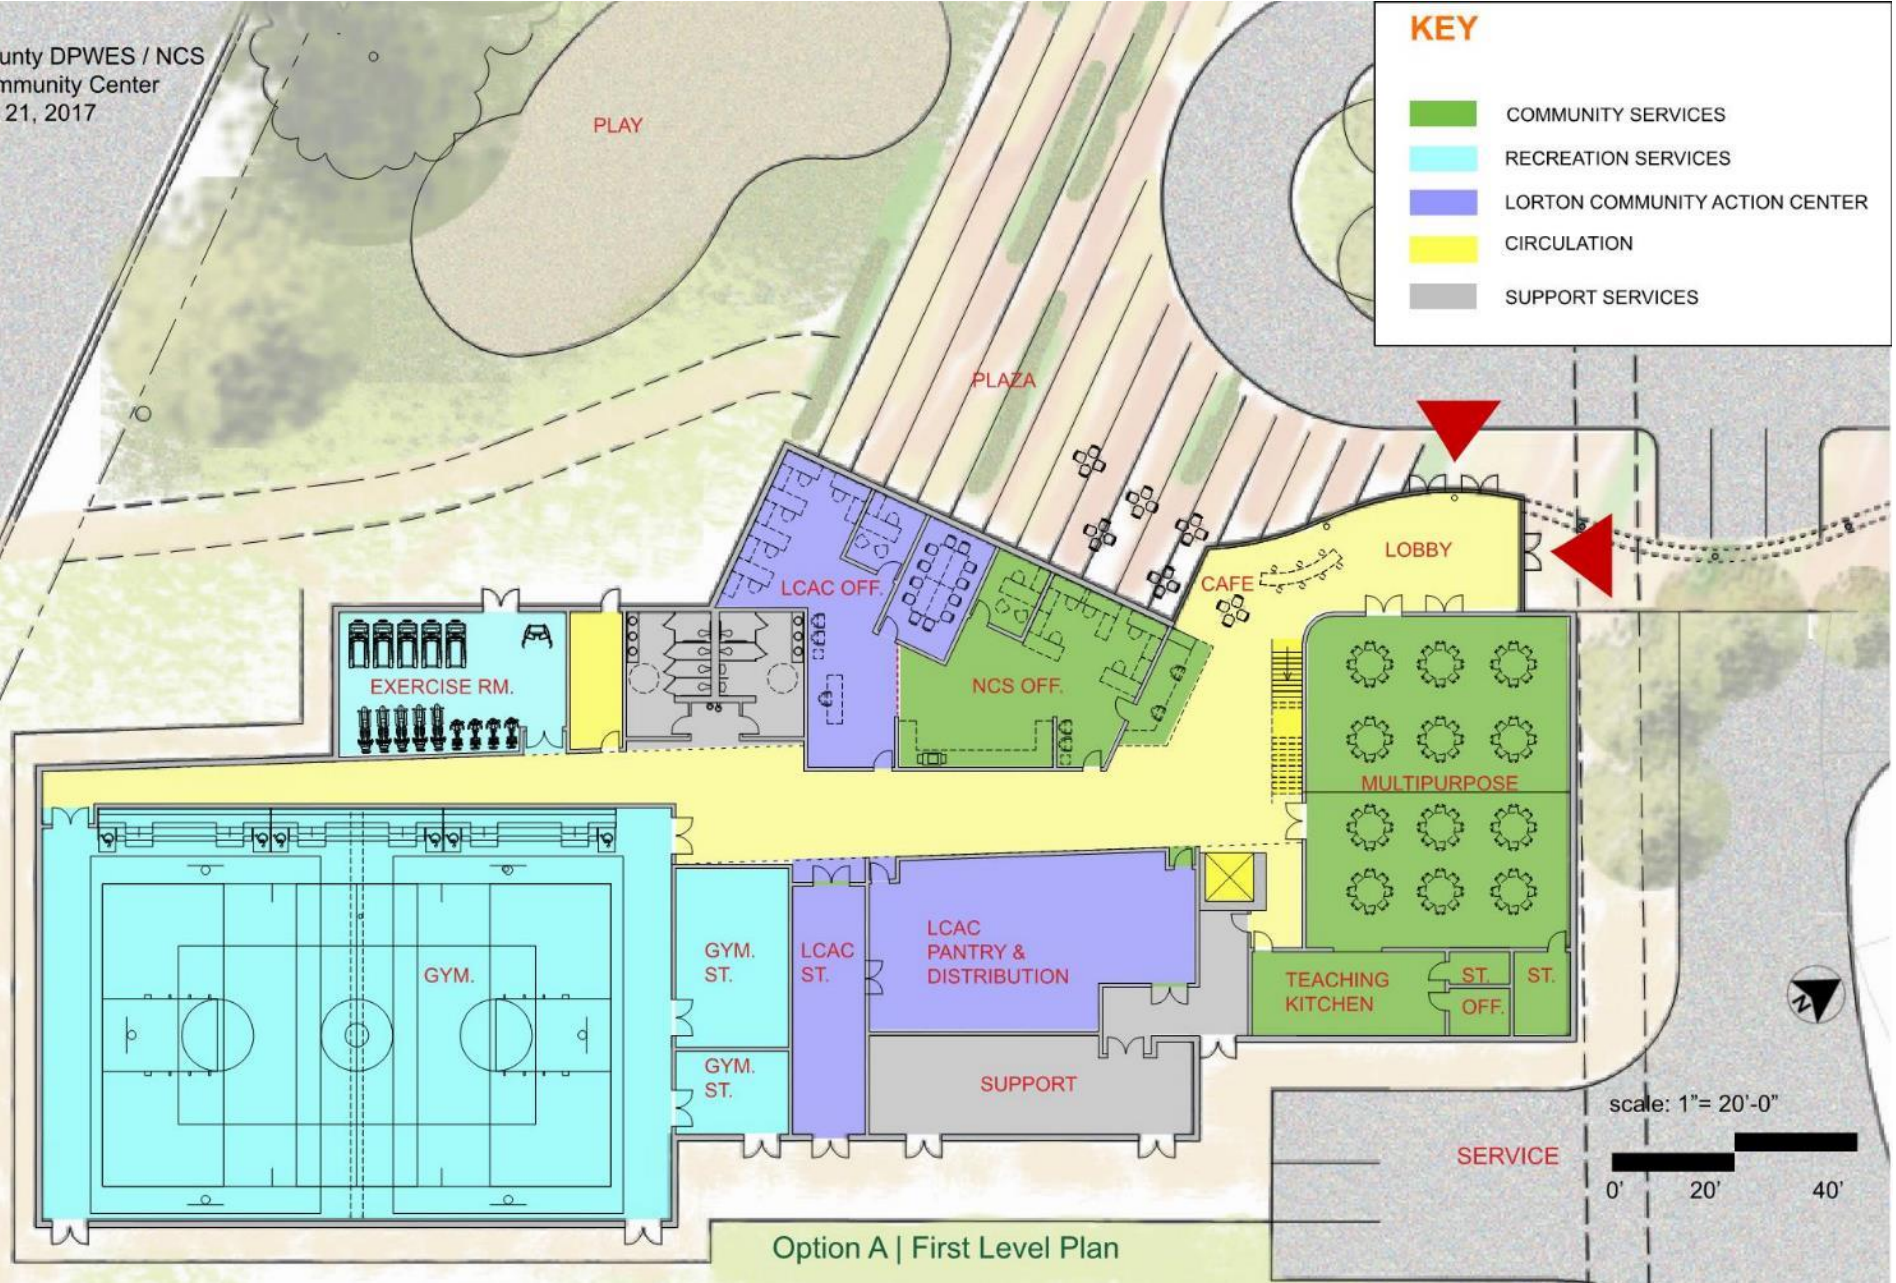 unty DPWES / NCS
mmunity Center
21, 2017
KEY
COMMUNITY SERVICES
RECREATION SERVICES
LORTON COMMUNITY ACTION CENTER
CIRCULATION
SUPPORT SERVICES
PLAY
PLAZA
LOBBY
CAFE
LCAC OFF.
NCS OFF.
EXERCISE RM.
MULTIPURPOSE
GYM.
GYM.
ST.
LCAC
ST.
LCAC
PANTRY &
DISTRIBUTION
TEACHING
KITCHEN
ST.
ST.
OFF.
GYM.
ST.
SUPPORT
N
SERVICE
scale: 1”= 20’-0”
0’ 20’ 40’
Option A | First Level Plan